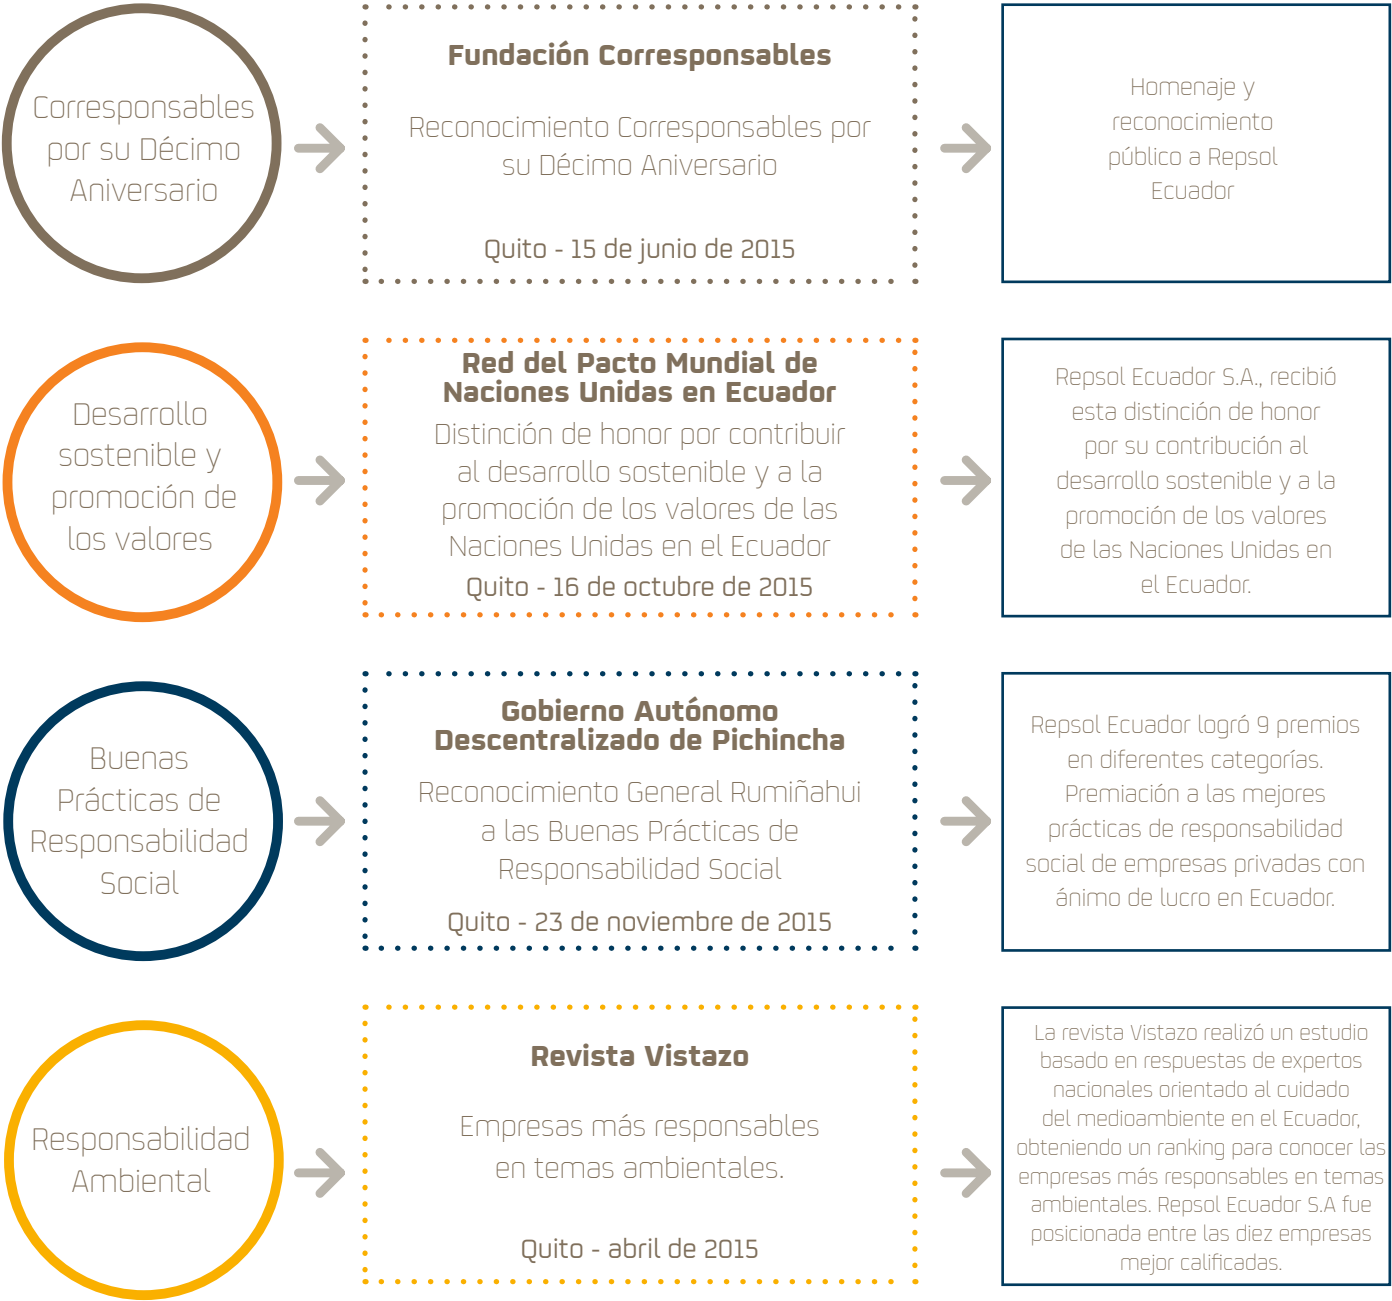 Corresponsables
por su Décimo
Aniversario
Fundación Corresponsables
Reconocimiento Corresponsables por
su Décimo Aniversario
Quito - 15 de junio de 2015
Homenaje y
reconocimiento
público a Repsol
Ecuador
Desarrollo
sostenible y
promoción de
los valores
Red del Pacto Mundial de
Naciones Unidas en Ecuador
Distinción de honor por contribuir
al desarrollo sostenible y a la
promoción de los valores de las
Naciones Unidas en el Ecuador
Quito - 16 de octubre de 2015
Repsol Ecuador S.A., recibió
esta distinción de honor
por su contribución al
desarrollo sostenible y a la
promoción de los valores
de las Naciones Unidas en
el Ecuador.
Buenas
Prácticas de
Responsabilidad
Social
Gobierno Autónomo
Descentralizado de Pichincha
Reconocimiento General Rumiñahui
a las Buenas Prácticas de
Responsabilidad Social
Quito - 23 de noviembre de 2015
Repsol Ecuador logró 9 premios
en diferentes categorías.
Premiación a las mejores
prácticas de responsabilidad
social de empresas privadas con
ánimo de lucro en Ecuador.
Responsabilidad
Ambiental
Revista Vistazo
Empresas más responsables
en temas ambientales.
Quito - abril de 2015
La revista Vistazo realizó un estudio
basado en respuestas de expertos
nacionales orientado al cuidado
del medioambiente en el Ecuador,
obteniendo un ranking para conocer las
empresas más responsables en temas
ambientales. Repsol Ecuador S.A fue
posicionada entre las diez empresas
mejor calificadas.